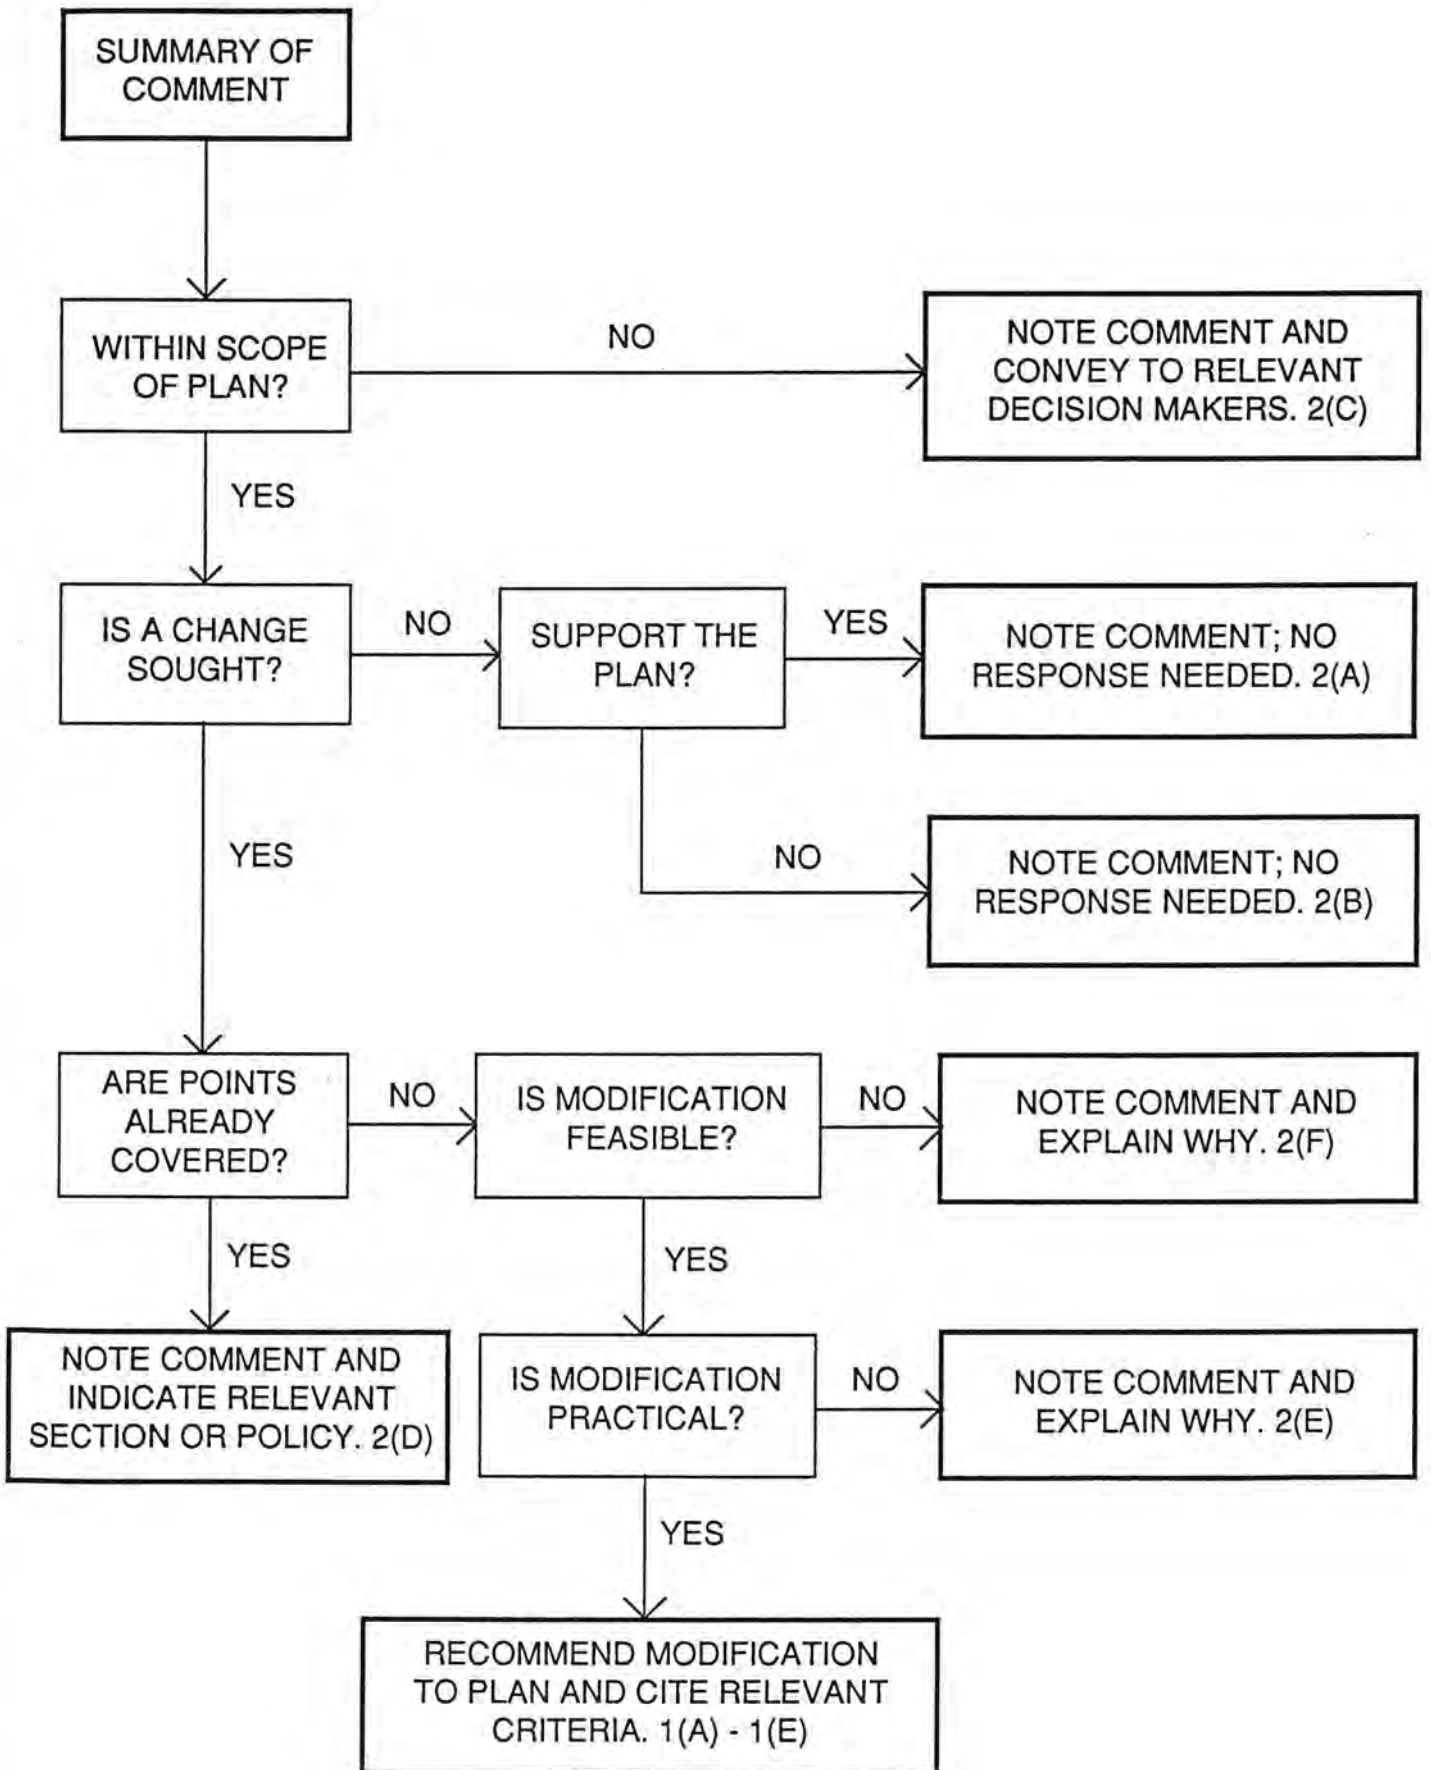 SUMMARY OF
COMMENT
WITHIN SCOPE
OF PLAN?
NO
NOTE COMMENT AND
CONVEY TO RELEVANT
DECISION MAKERS. 2(C)
YES
IS A CHANGE
SOUGHT?
NO
SUPPORT THE
PLAN?
YES
NOTE COMMENT; NO
RESPONSE NEEDED. 2(A)
YES
NO
NOTE COMMENT; NO
RESPONSE NEEDED. 2(B)
ARE POINTS
ALREADY
COVERED?
NO
IS MODIFICATION
FEASIBLE?
NO
NOTE COMMENT AND
EXPLAIN WHY. 2(F)
YES
YES
NOTE COMMENT AND
INDICATE RELEVANT
SECTION OR POLICY. 2(D)
IS MODIFICATION
PRACTICAL?
NO
NOTE COMMENT AND
EXPLAIN WHY. 2(E)
YES
RECOMMEND MODIFICATION
TO PLAN AND CITE RELEVANT
CRITERIA. 1(A) - 1(E)